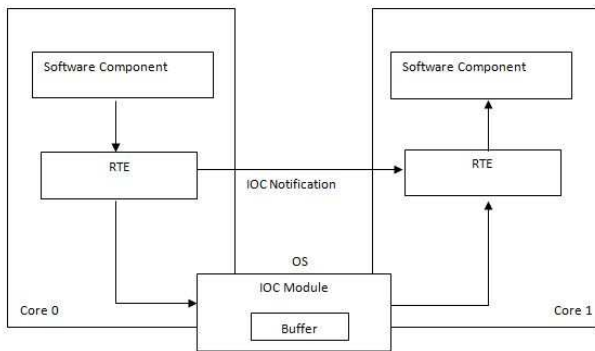 Software Component
Software Component
RTE
RTE
IOC Notification
OS
IOC Module
Buffer
Core 0
Core 1